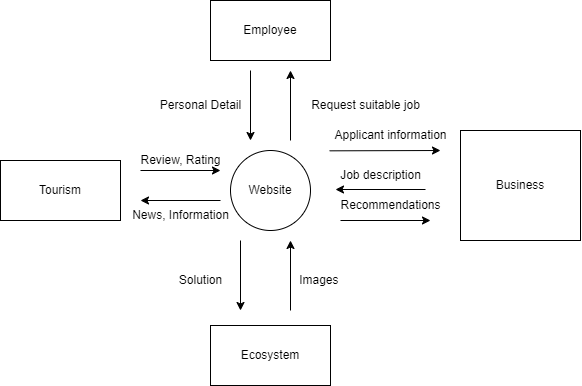 Employee
Personal Detail
Request suitable job
Applicant information
Review, Rating
Job description
Tourism
Website
Business
News, Information
Recommendations
Solution
Images
Ecosystem